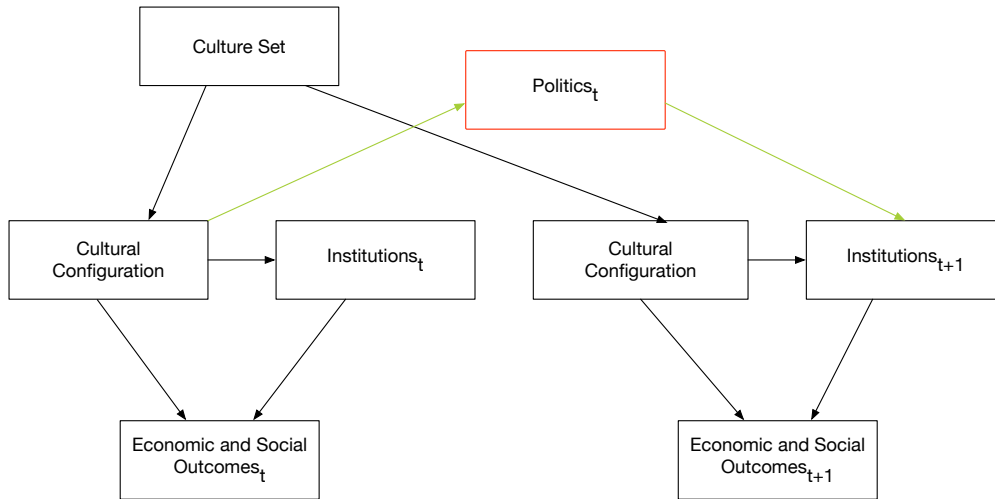 Culture Set
Politics_t
Cultural
Configuration
Institutions_t
Cultural
Configuration
Institutions_t+1
Economic and Social
Outcomes_t
Economic and Social
Outcomes_t+1